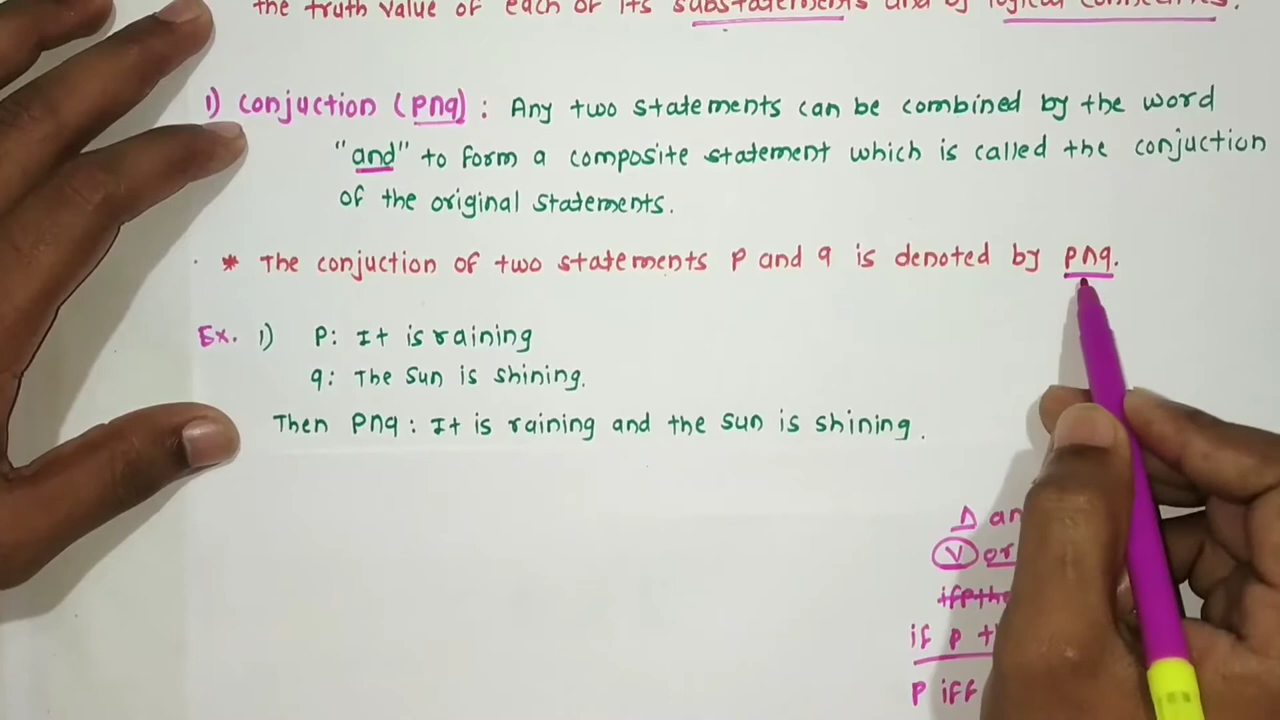 the truth value of each of its substatements and by logical connectives.
1) Conjuction (p∧q) : Any two statements can be combined by the word
"and" to form a composite statement which is called the conjuction
of the original statements.
* The conjuction of two statements p and q is denoted by p∧q.
Ex. 1) P: It is raining
q: The Sun is shining.
Then p∧q : It is raining and the sun is shining.
∧ an
V or
if p th
if p t
P iff